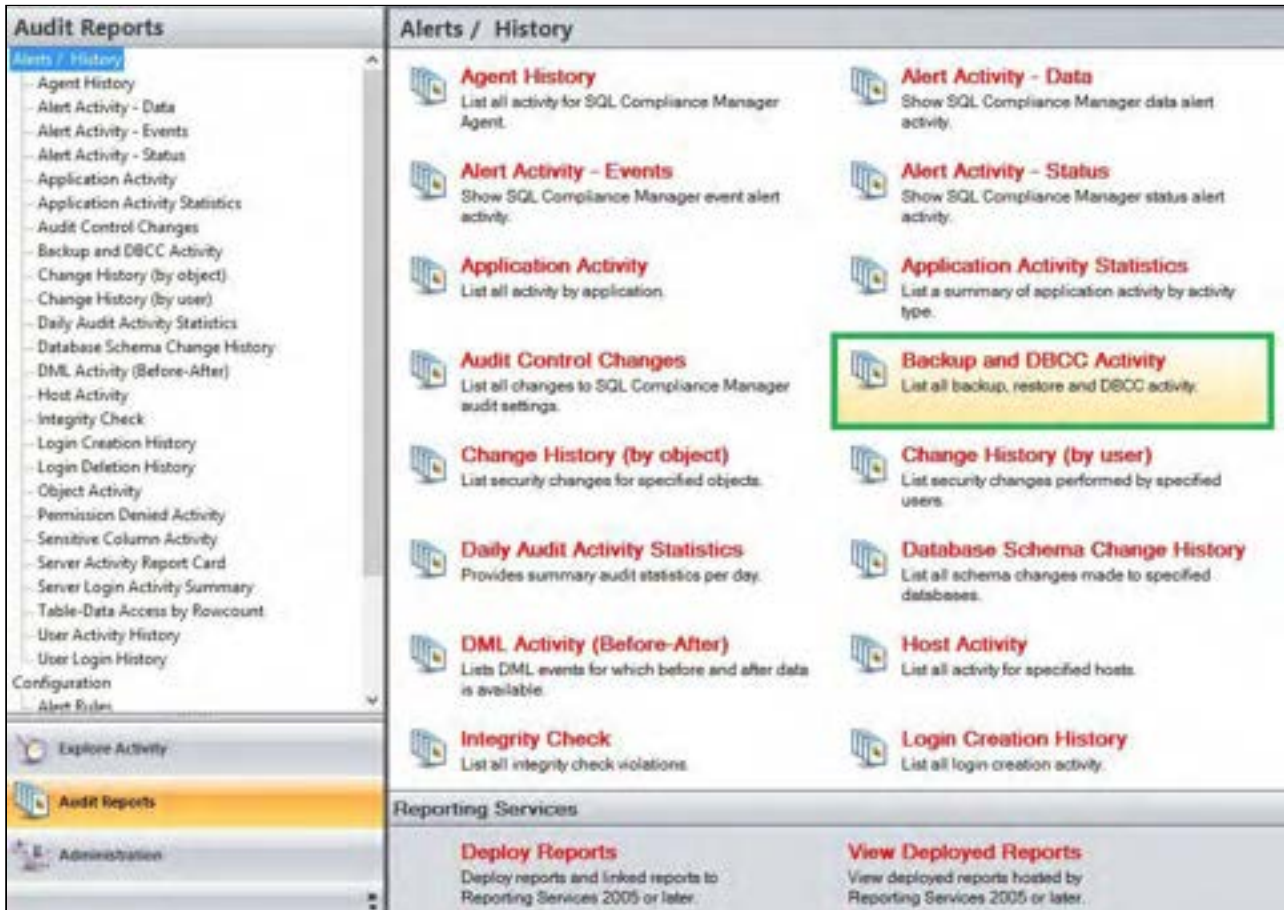 Audit Reports
Alerts / History
Agent History
Alert Activity - Data
Alert Activity - Events
Alert Activity - Status
Application Activity
Application Activity Statistics
Audit Control Changes
Backup and DBCC Activity
Change History (by object)
Change History (by user)
Daily Audit Activity Statistics
Database Schema Change History
DML Activity (Before-After)
Host Activity
Integrity Check
Login Creation History
Login Deletion History
Object Activity
Permission Denied Activity
Sensitive Column Activity
Server Activity Report Card
Server Login Activity Summary
Table-Data Access by Rowcount
User Activity History
User Login History
Configuration
Alert Rules
Explore Activity
Audit Reports
Administration
Alerts / History
Agent History
List all activity for SQL Compliance Manager
Agent.
Alert Activity - Data
Show SQL Compliance Manager data alert
activity.
Alert Activity - Events
Show SQL Compliance Manager event alert
activity.
Alert Activity - Status
Show SQL Compliance Manager status alert
activity.
Application Activity
List all activity by application.
Application Activity Statistics
List a summary of application activity by activity
type.
Audit Control Changes
List all changes to SQL Compliance Manager
audit settings.
Backup and DBCC Activity
List all backup, restore and DBCC activity.
Change History (by object)
List security changes for specified objects.
Change History (by user)
List security changes performed by specified
users.
Daily Audit Activity Statistics
Provides summary audit statistics per day.
Database Schema Change History
List all schema changes made to specified
databases.
DML Activity (Before-After)
Lists DML events for which before and after data
is available.
Host Activity
List all activity for specified hosts.
Integrity Check
List all integrity check violations.
Login Creation History
List all login creation activity.
Reporting Services
Deploy Reports
Deploy reports and linked reports to
Reporting Services 2005 or later.
View Deployed Reports
View deployed reports hosted by
Reporting Services 2005 or later.